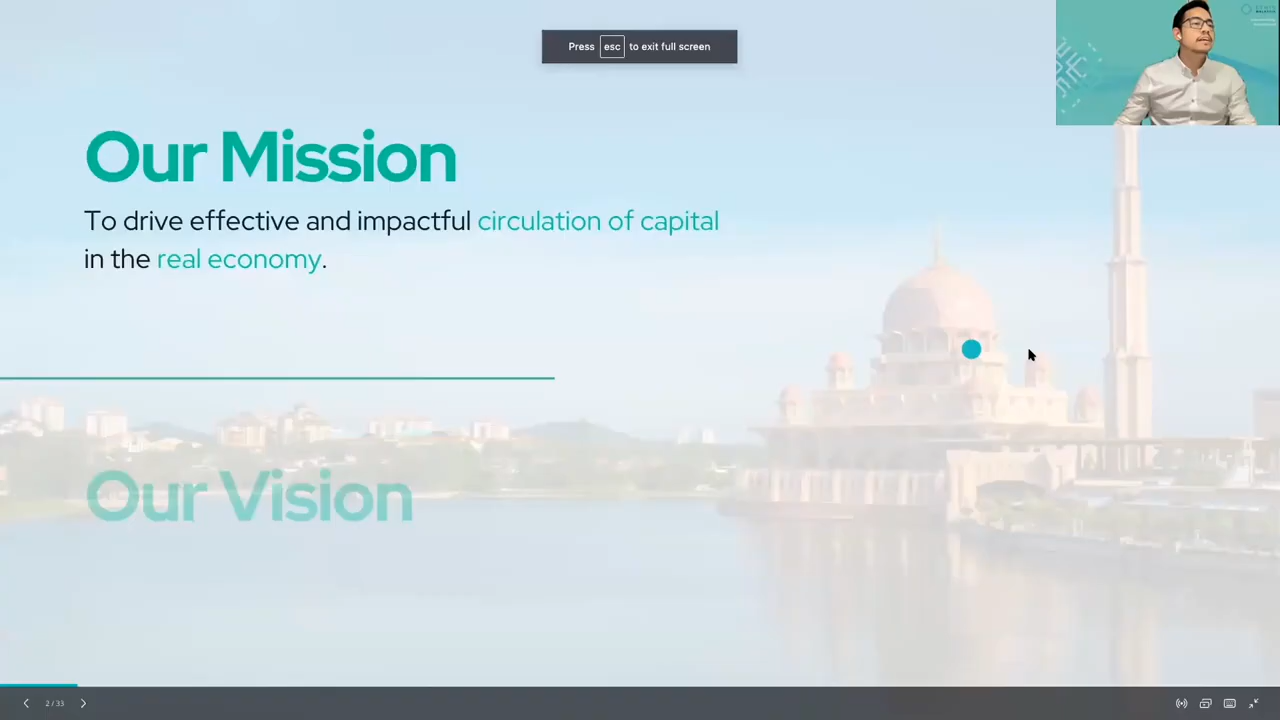 Press esc to exit full screen
Our Mission
To drive effective and impactful circulation of capital
in the real economy.
Our Vision
2 / 33